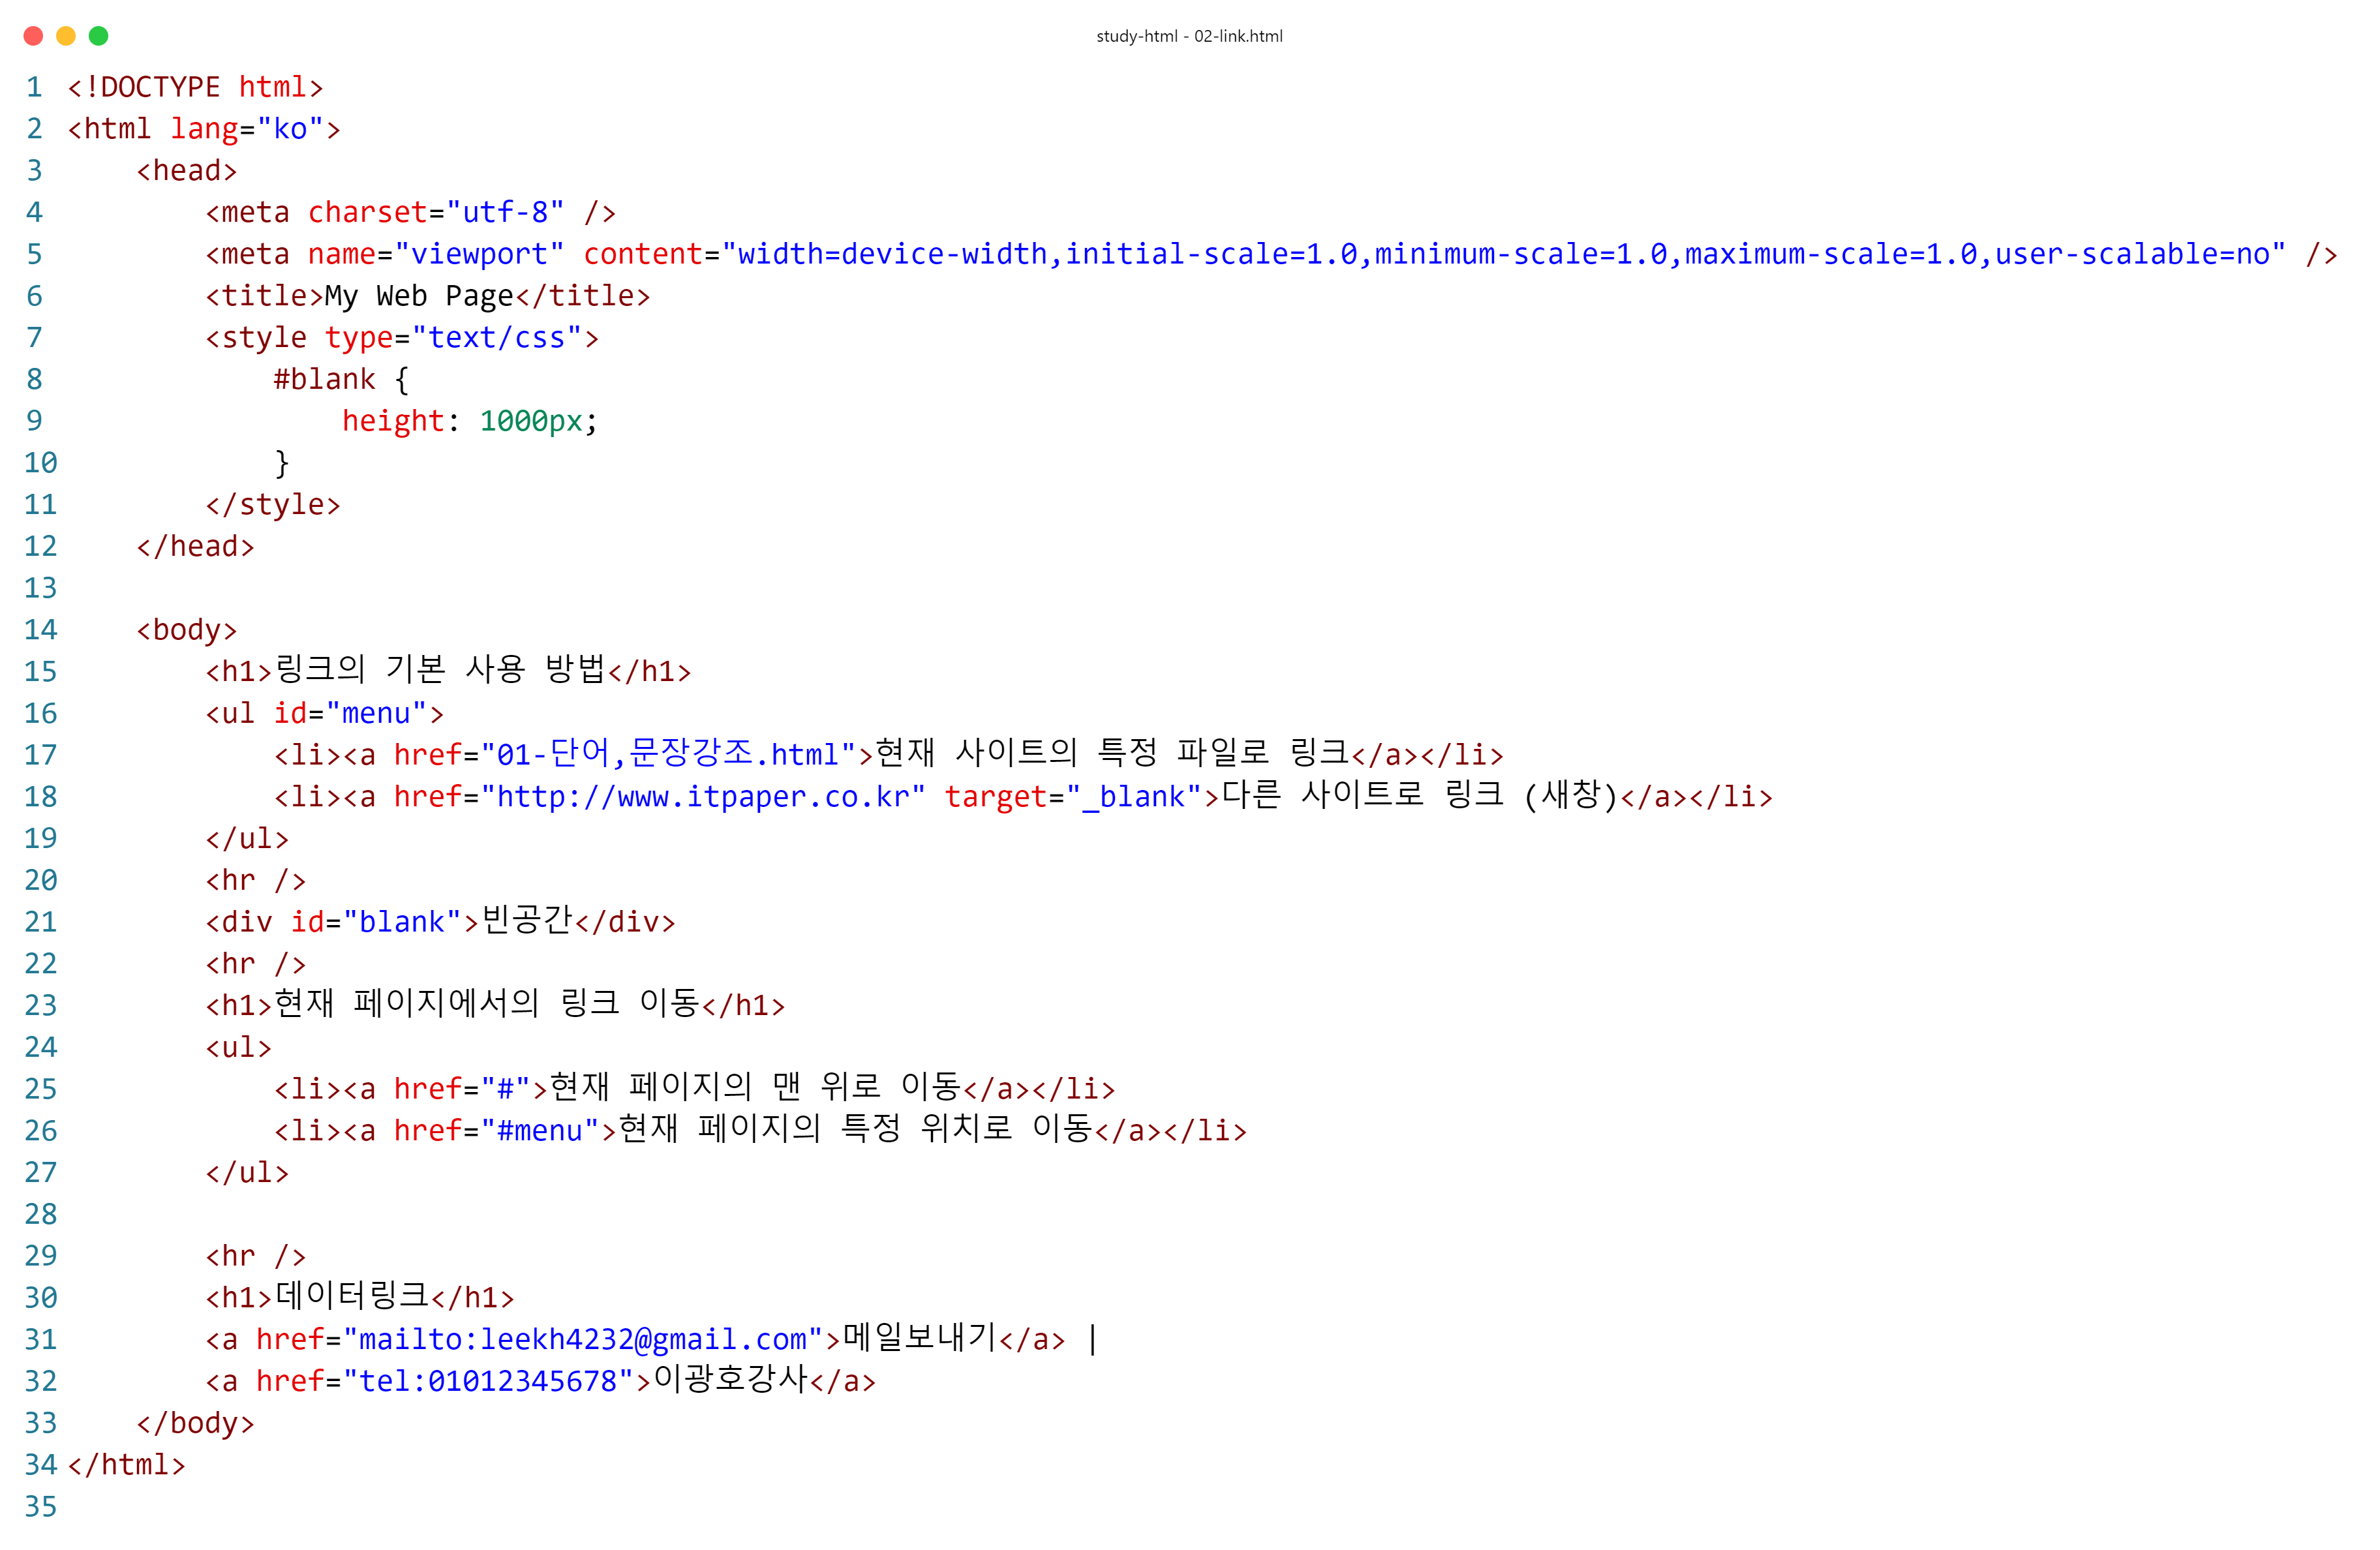 study-html - 02-link.html
1 <!DOCTYPE html>
2 <html lang="ko">
3     <head>
4         <meta charset="utf-8" />
5         <meta name="viewport" content="width=device-width,initial-scale=1.0,minimum-scale=1.0,maximum-scale=1.0,user-scalable=no" />
6         <title>My Web Page</title>
7         <style type="text/css">
8             #blank {
9                 height: 1000px;
10             }
11         </style>
12     </head>
13
14     <body>
15         <h1>링크의 기본 사용 방법</h1>
16         <ul id="menu">
17             <li><a href="01-단어,문장강조.html">현재 사이트의 특정 파일로 링크</a></li>
18             <li><a href="http://www.itpaper.co.kr" target="_blank">다른 사이트로 링크 (새창)</a></li>
19         </ul>
20         <hr />
21         <div id="blank">빈공간</div>
22         <hr />
23         <h1>현재 페이지에서의 링크 이동</h1>
24         <ul>
25             <li><a href="#">현재 페이지의 맨 위로 이동</a></li>
26             <li><a href="#menu">현재 페이지의 특정 위치로 이동</a></li>
27         </ul>
28
29         <hr />
30         <h1>데이터링크</h1>
31         <a href="mailto:leekh4232@gmail.com">메일보내기</a> |
32         <a href="tel:01012345678">이광호강사</a>
33     </body>
34 </html>
35